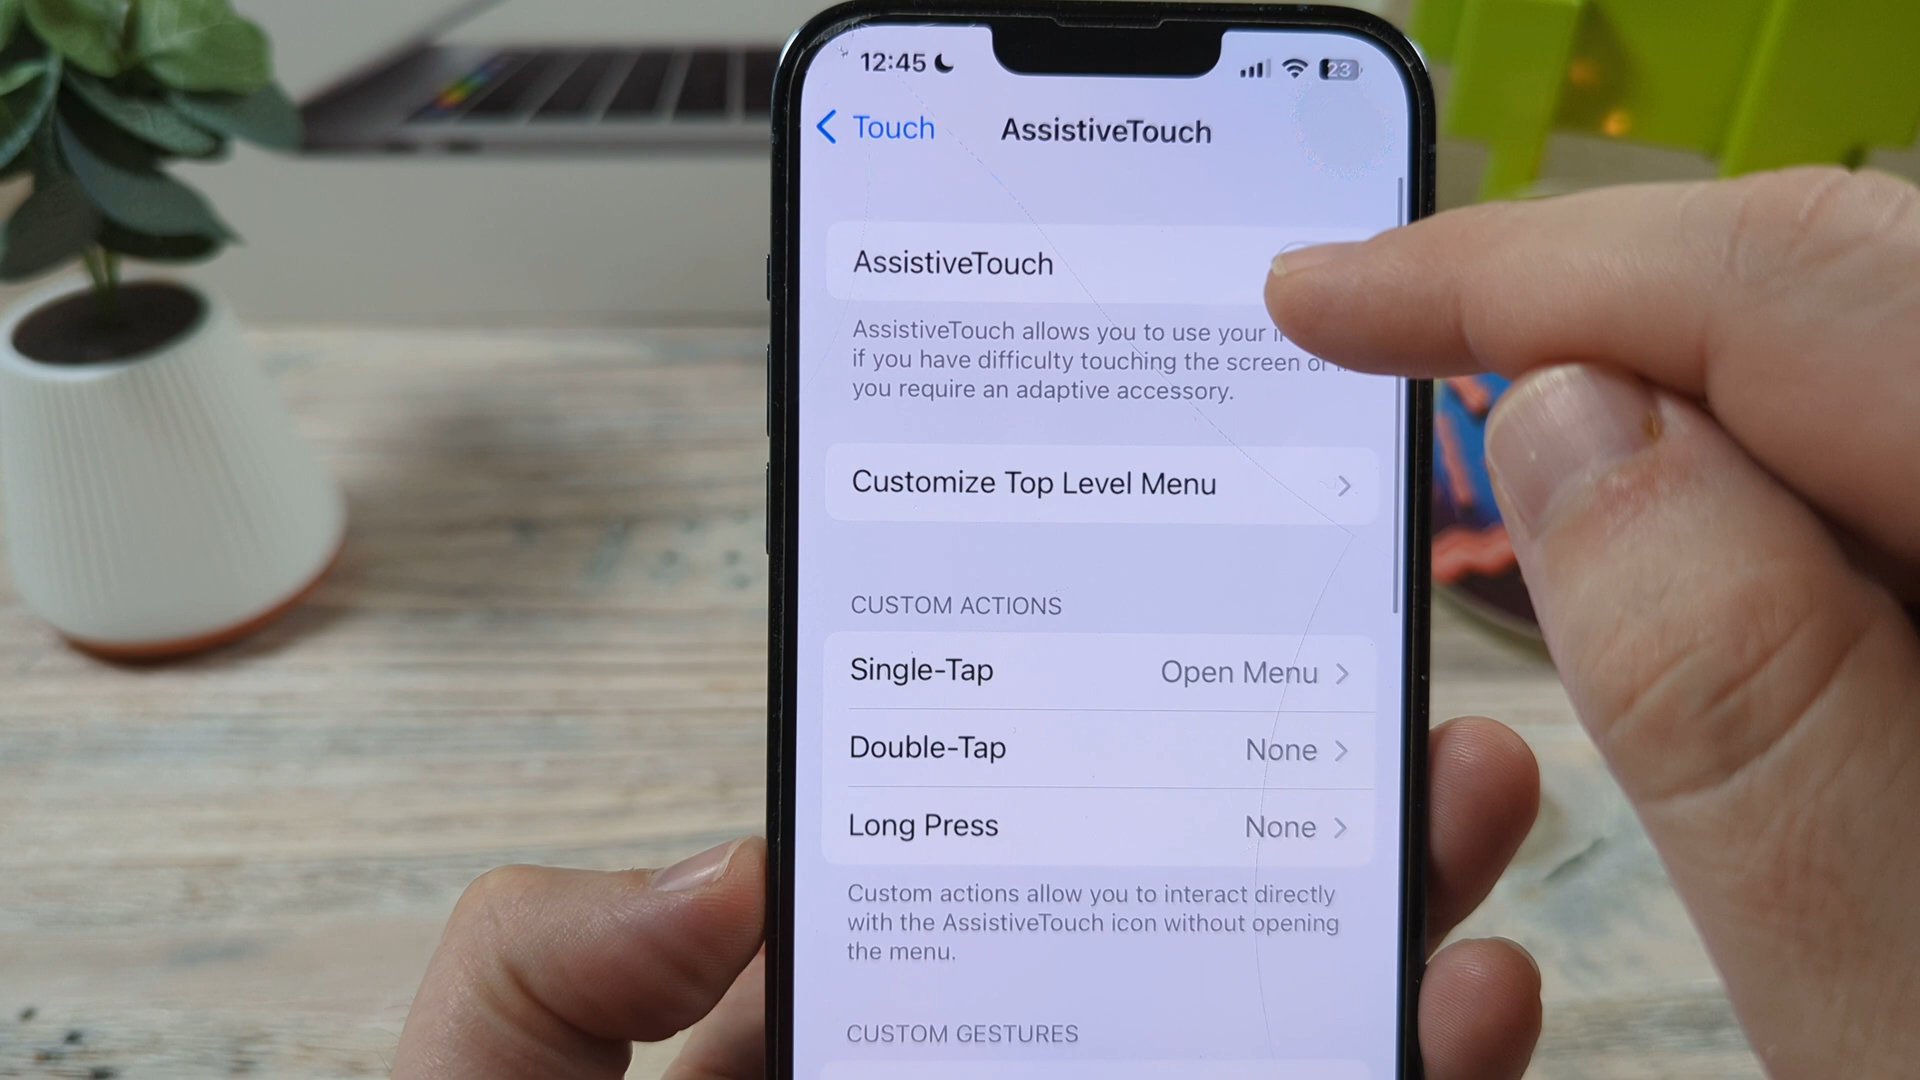 12:45
23
Touch
AssistiveTouch
AssistiveTouch
AssistiveTouch allows you to use your
if you have difficulty touching the screen or
you require an adaptive accessory.
Customize Top Level Menu
CUSTOM ACTIONS
Single-Tap Open Menu
Double-Tap None
Long Press None
Custom actions allow you to interact directly
with the AssistiveTouch icon without opening
the menu.
CUSTOM GESTURES